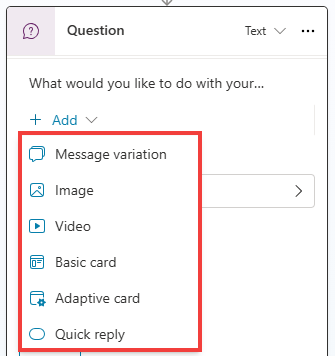 Question
Text
What would you like to do with your...
+ Add
Message variation
Image
Video
Basic card
Adaptive card
Quick reply